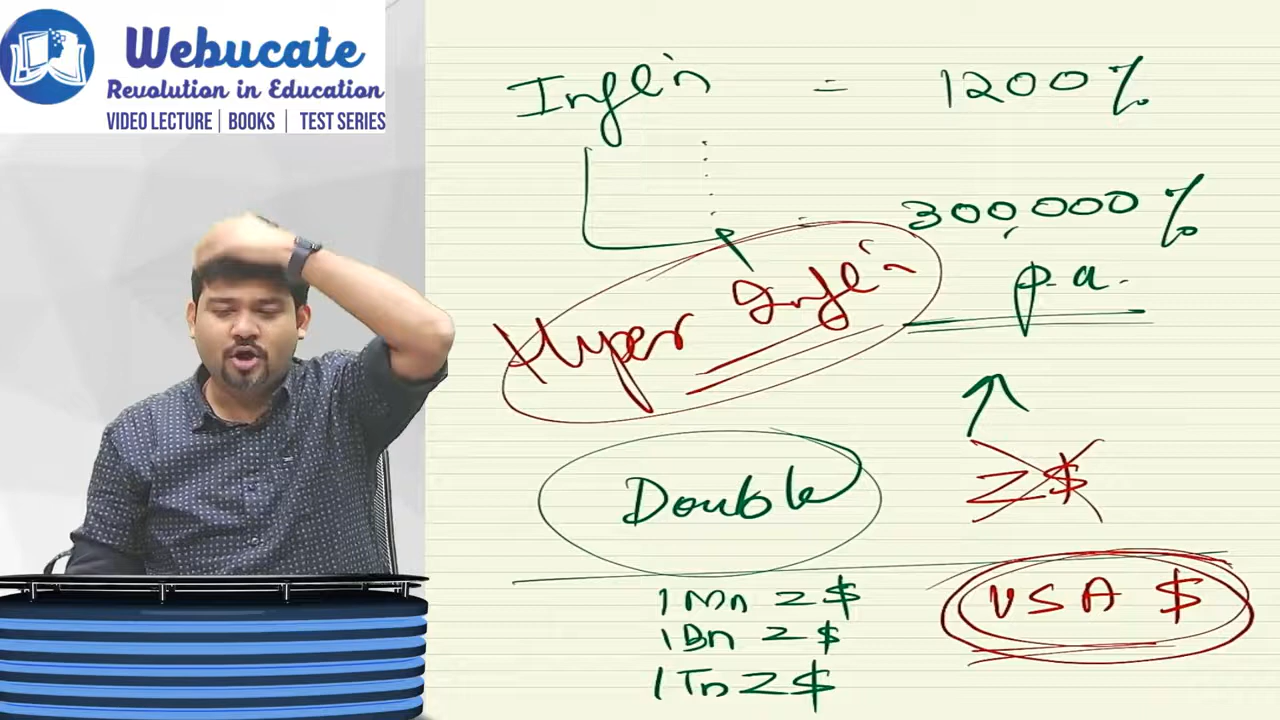 Webucate
Revolution in Education
VIDEO LECTURE | BOOKS | TEST SERIES
Infl'n = 1200%
300,000%
p.a.
Hyper Infl'n
Double
Z $
1 Mn Z $
1 Bn Z $
1 Tn Z $
USA $